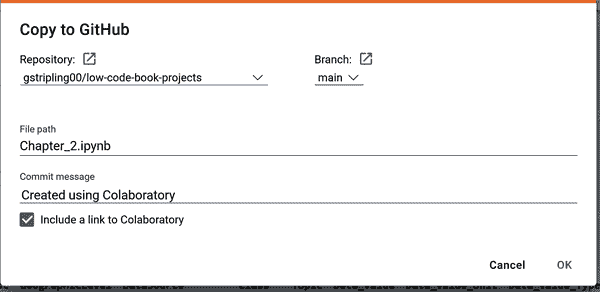 Copy to GitHub
Repository: Branch:
gstripling00/low-code-book-projects main
File path
Chapter_2.ipynb
Commit message
Created using Colaboratory
Include a link to Colaboratory
Cancel OK